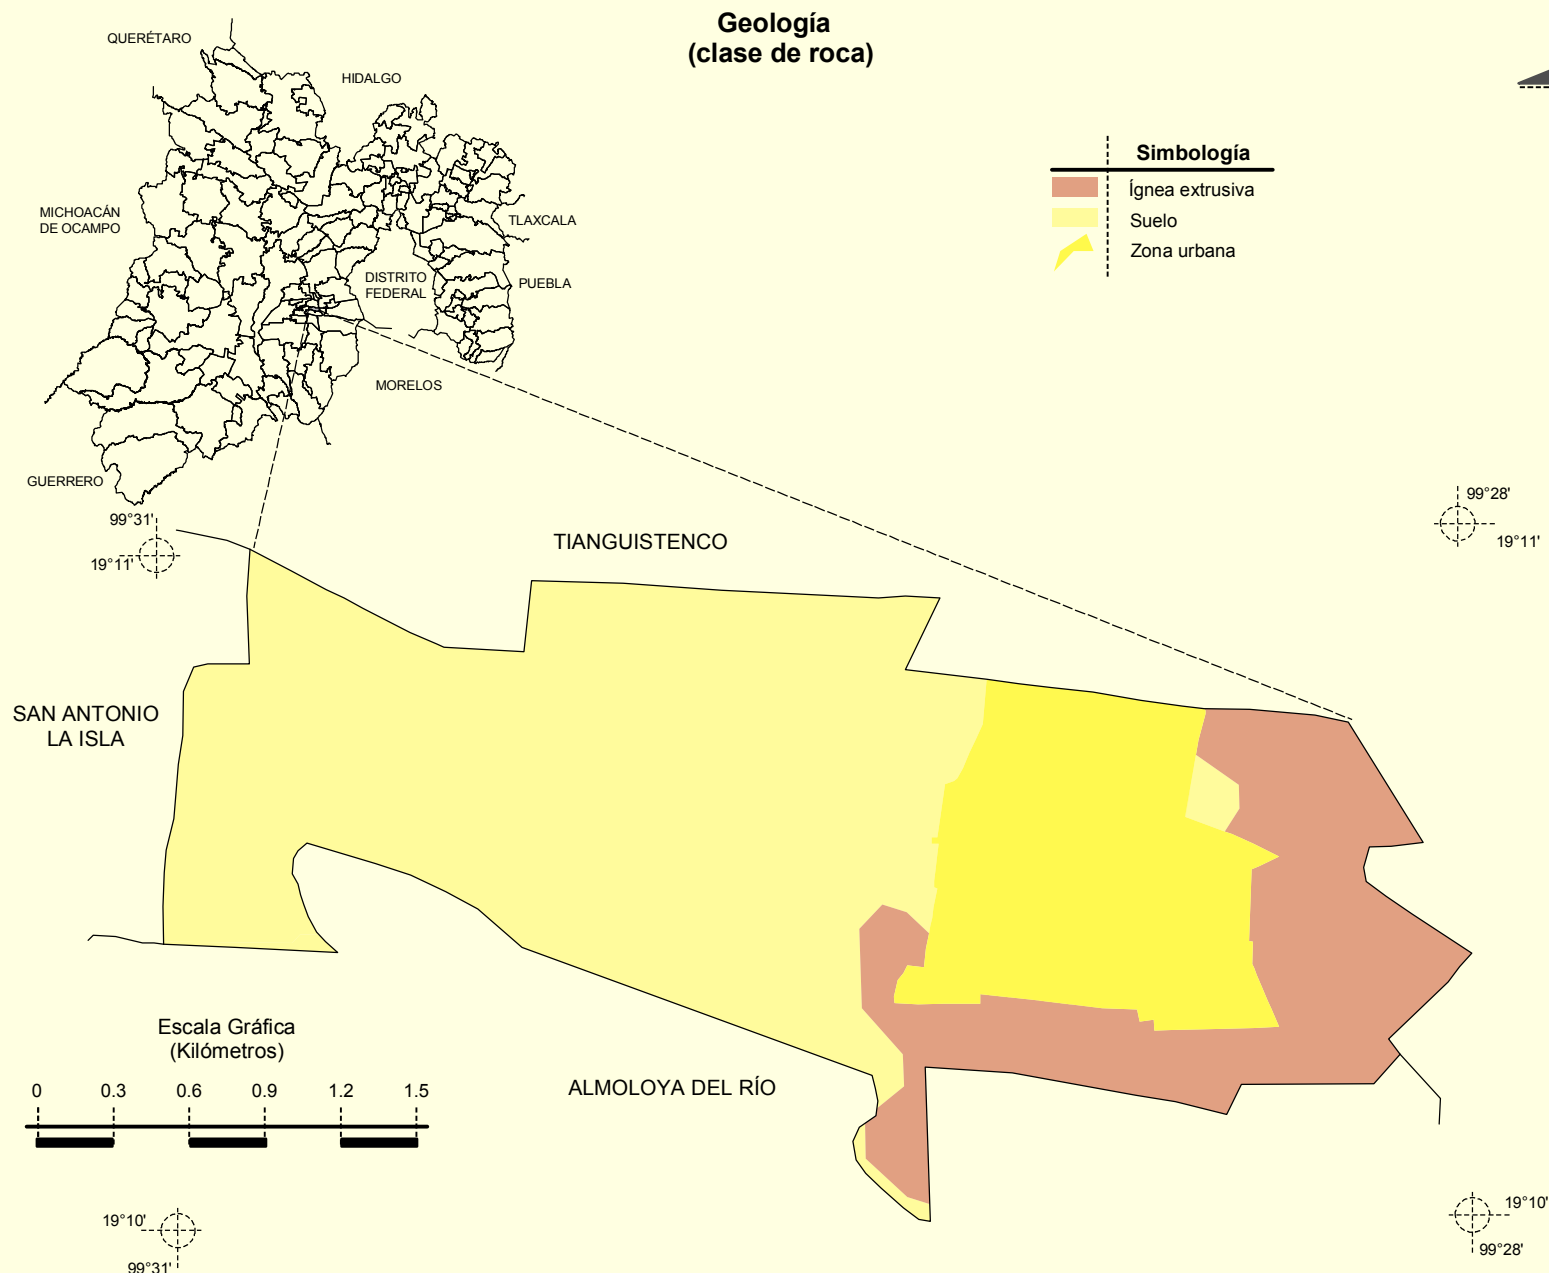 Geología
(clase de roca)
QUERÉTARO
HIDALGO
MICHOACÁN
DE OCAMPO
TLAXCALA
DISTRITO
FEDERAL
PUEBLA
MORELOS
GUERRERO
Simbología
Ígnea extrusiva
Suelo
Zona urbana
99°31'
19°11'
99°28'
19°11'
TIANGUISTENCO
SAN ANTONIO
LA ISLA
ALMOLOYA DEL RÍO
Escala Gráfica
(Kilómetros)
0 0.3 0.6 0.9 1.2 1.5
19°10'
99°31'
19°10'
99°28'